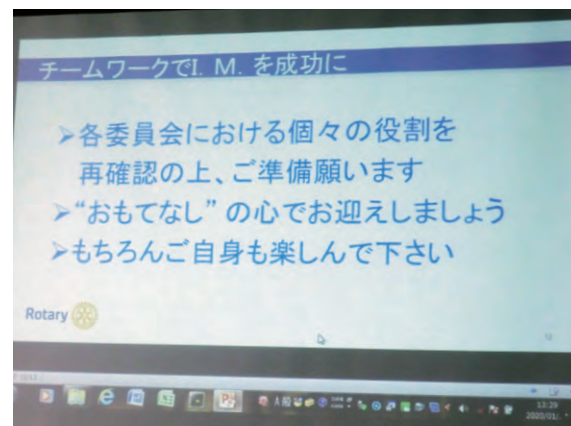 チームワークでI. M. を成功に
➢各委員会における個々の役割を
再確認の上、ご準備願います
➢“おもてなし” の心でお迎えしましょう
➢もちろんご自身も楽しんで下さい
Rotary
13:29